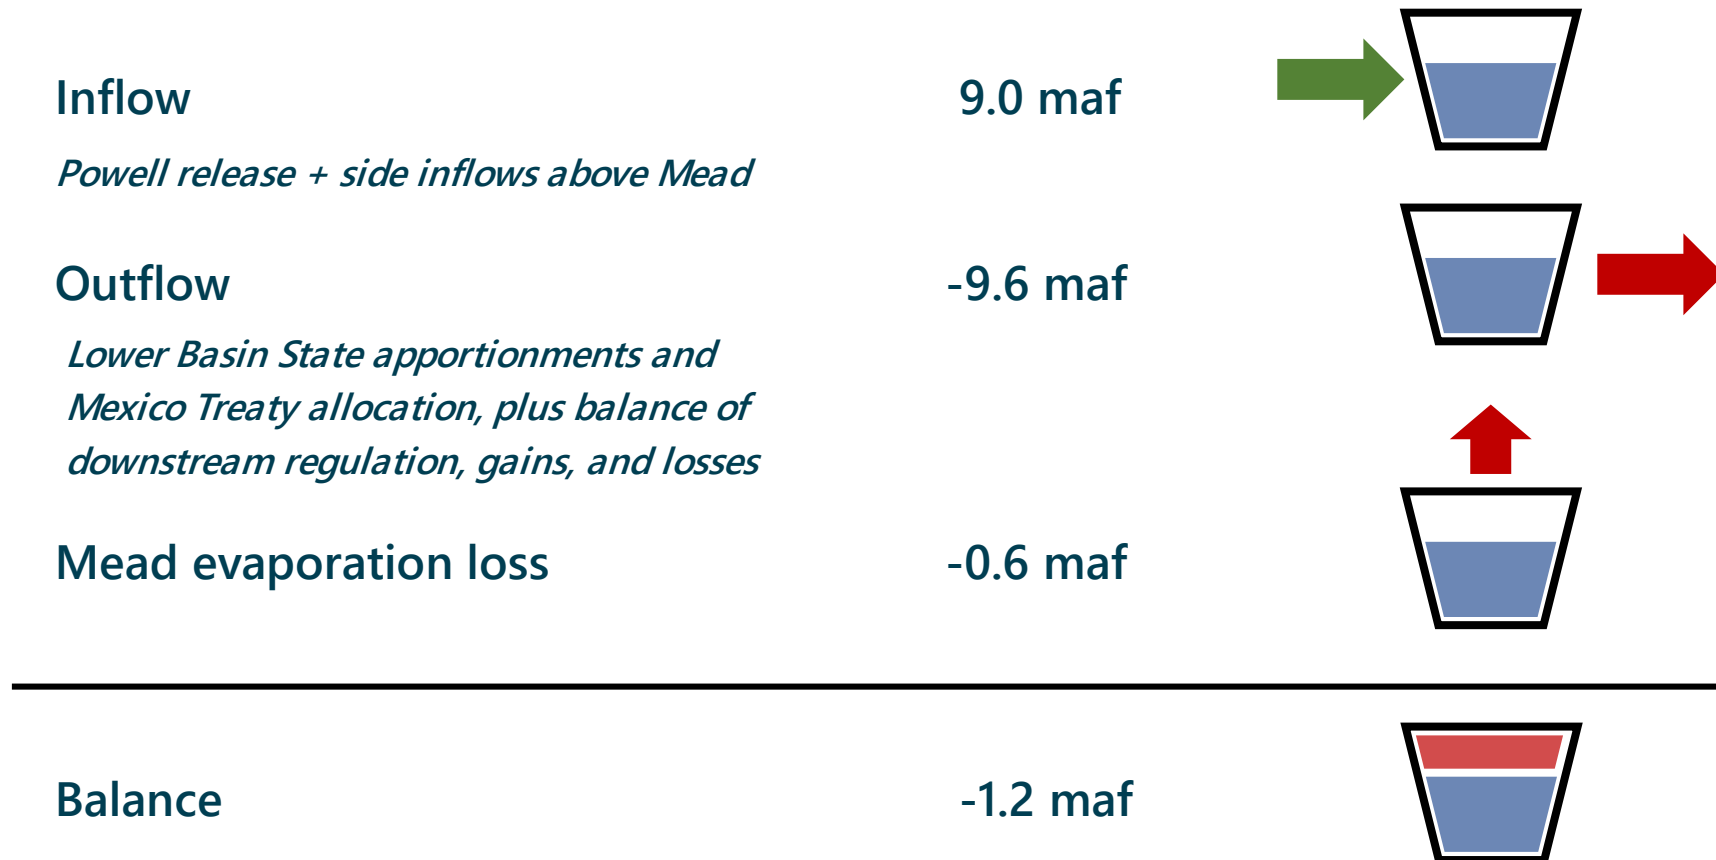 Inflow 9.0 maf
Powell release + side inflows above Mead
Outflow -9.6 maf
Lower Basin State apportionments and
Mexico Treaty allocation, plus balance of
downstream regulation, gains, and losses
Mead evaporation loss -0.6 maf
Balance -1.2 maf